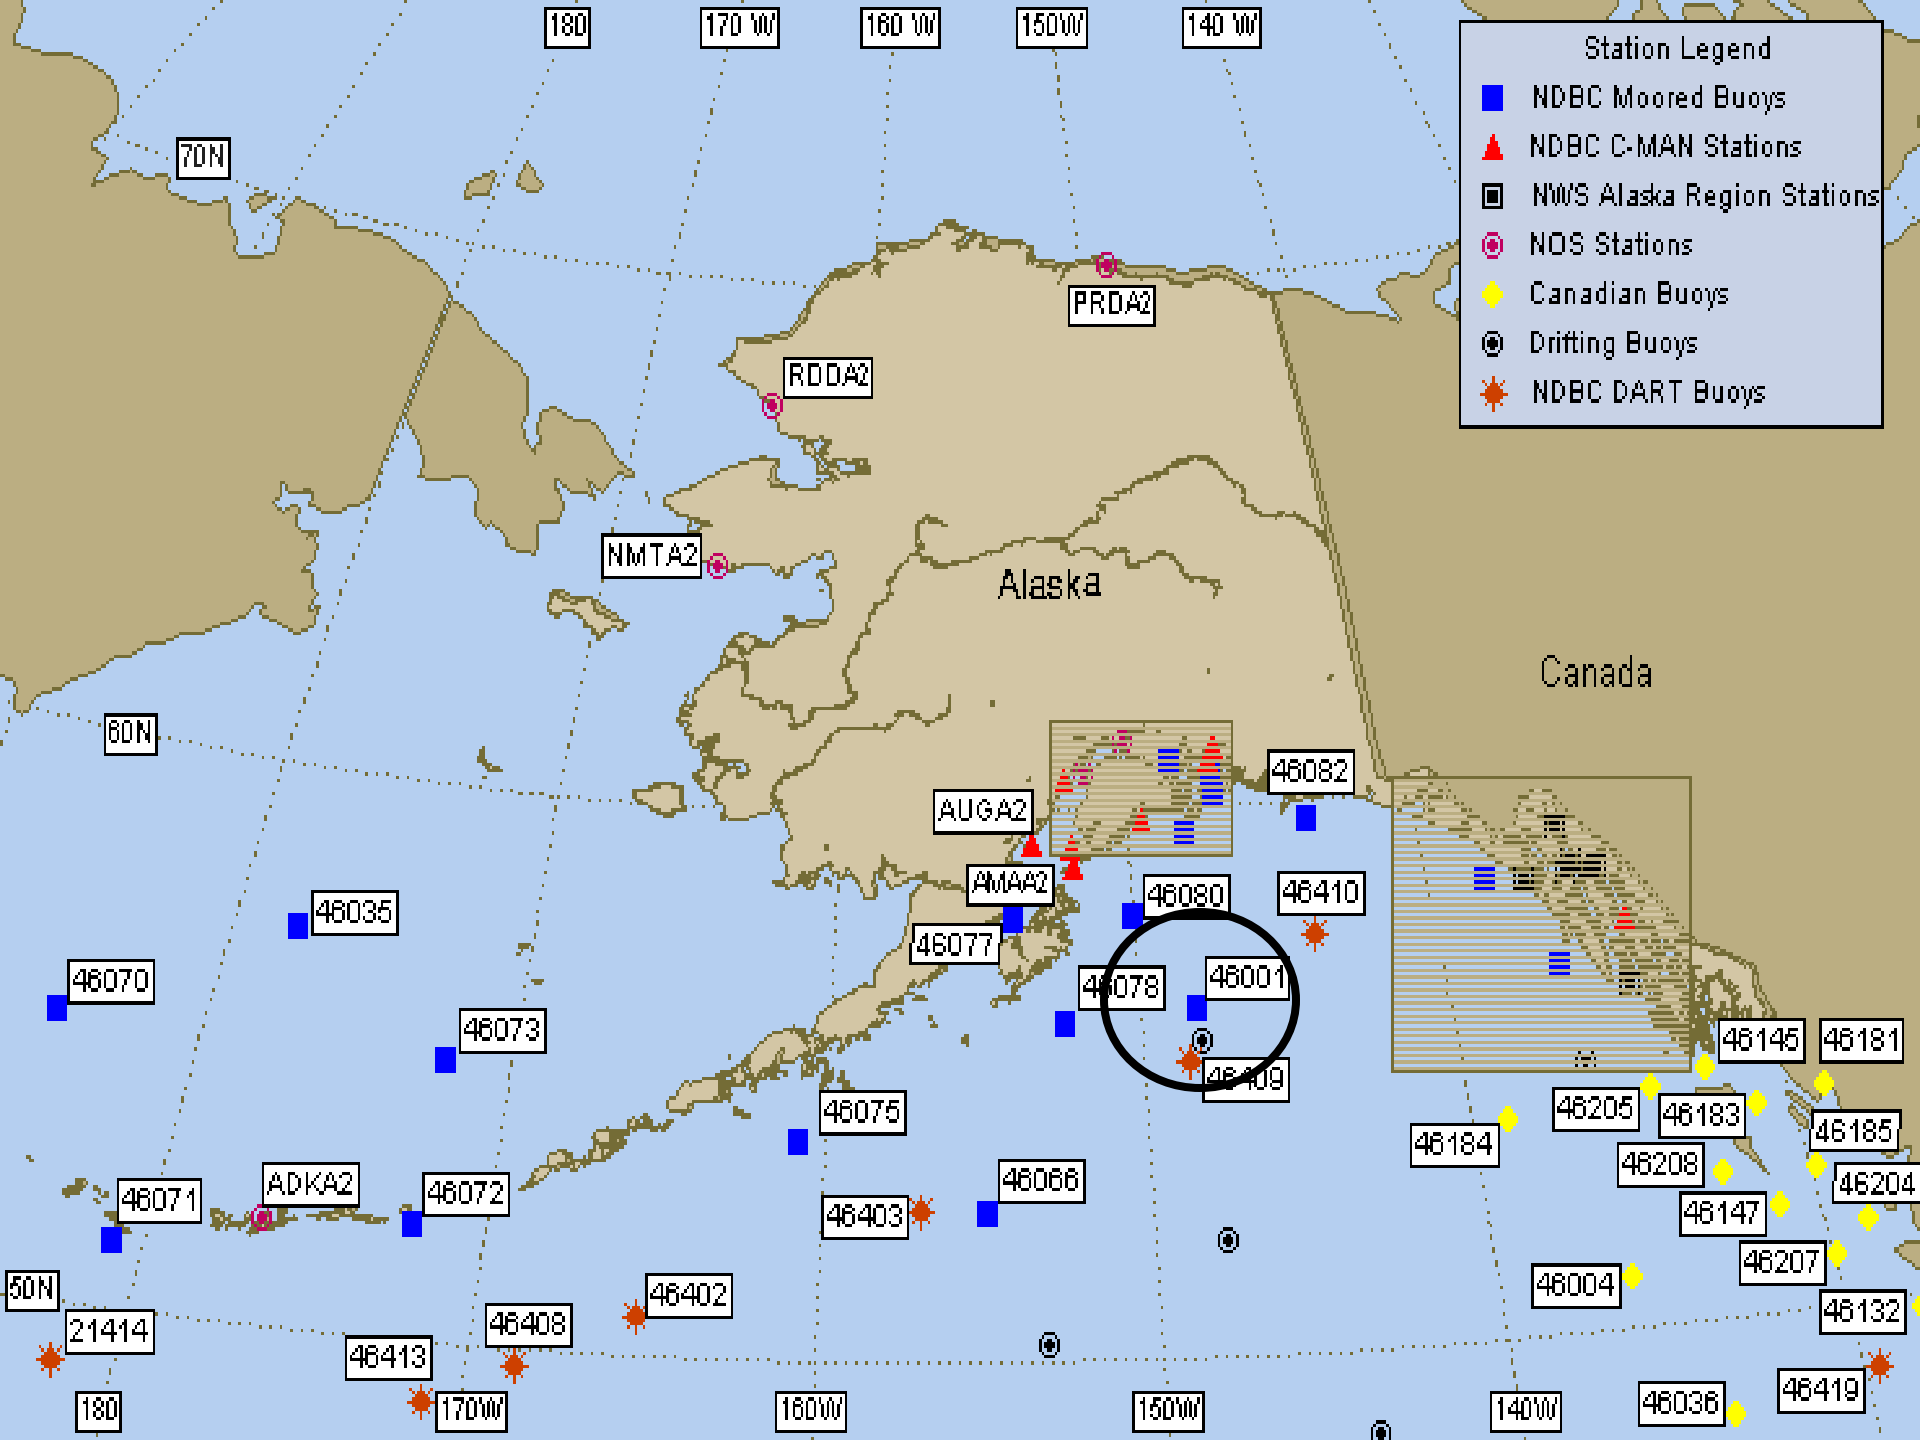 180
170 W
160 W
150W
140 W
Station Legend
NDBC Moored Buoys
NDBC C-MAN Stations
NWS Alaska Region Stations
NOS Stations
Canadian Buoys
Drifting Buoys
NDBC DART Buoys
70N
PRDA2
RDDA2
NMTA2
Alaska
Canada
60N
46082
AUGA2
AMAA2
46080
46410
46035
46077
46070
46078
46001
46073
46145
46181
46409
46075
46205
46183
46185
46184
46208
46204
46071
ADKA2
46072
46066
46403
46147
46207
50N
46402
46004
46132
21414
46408
46413
46419
46036
180
170W
160W
150W
140W